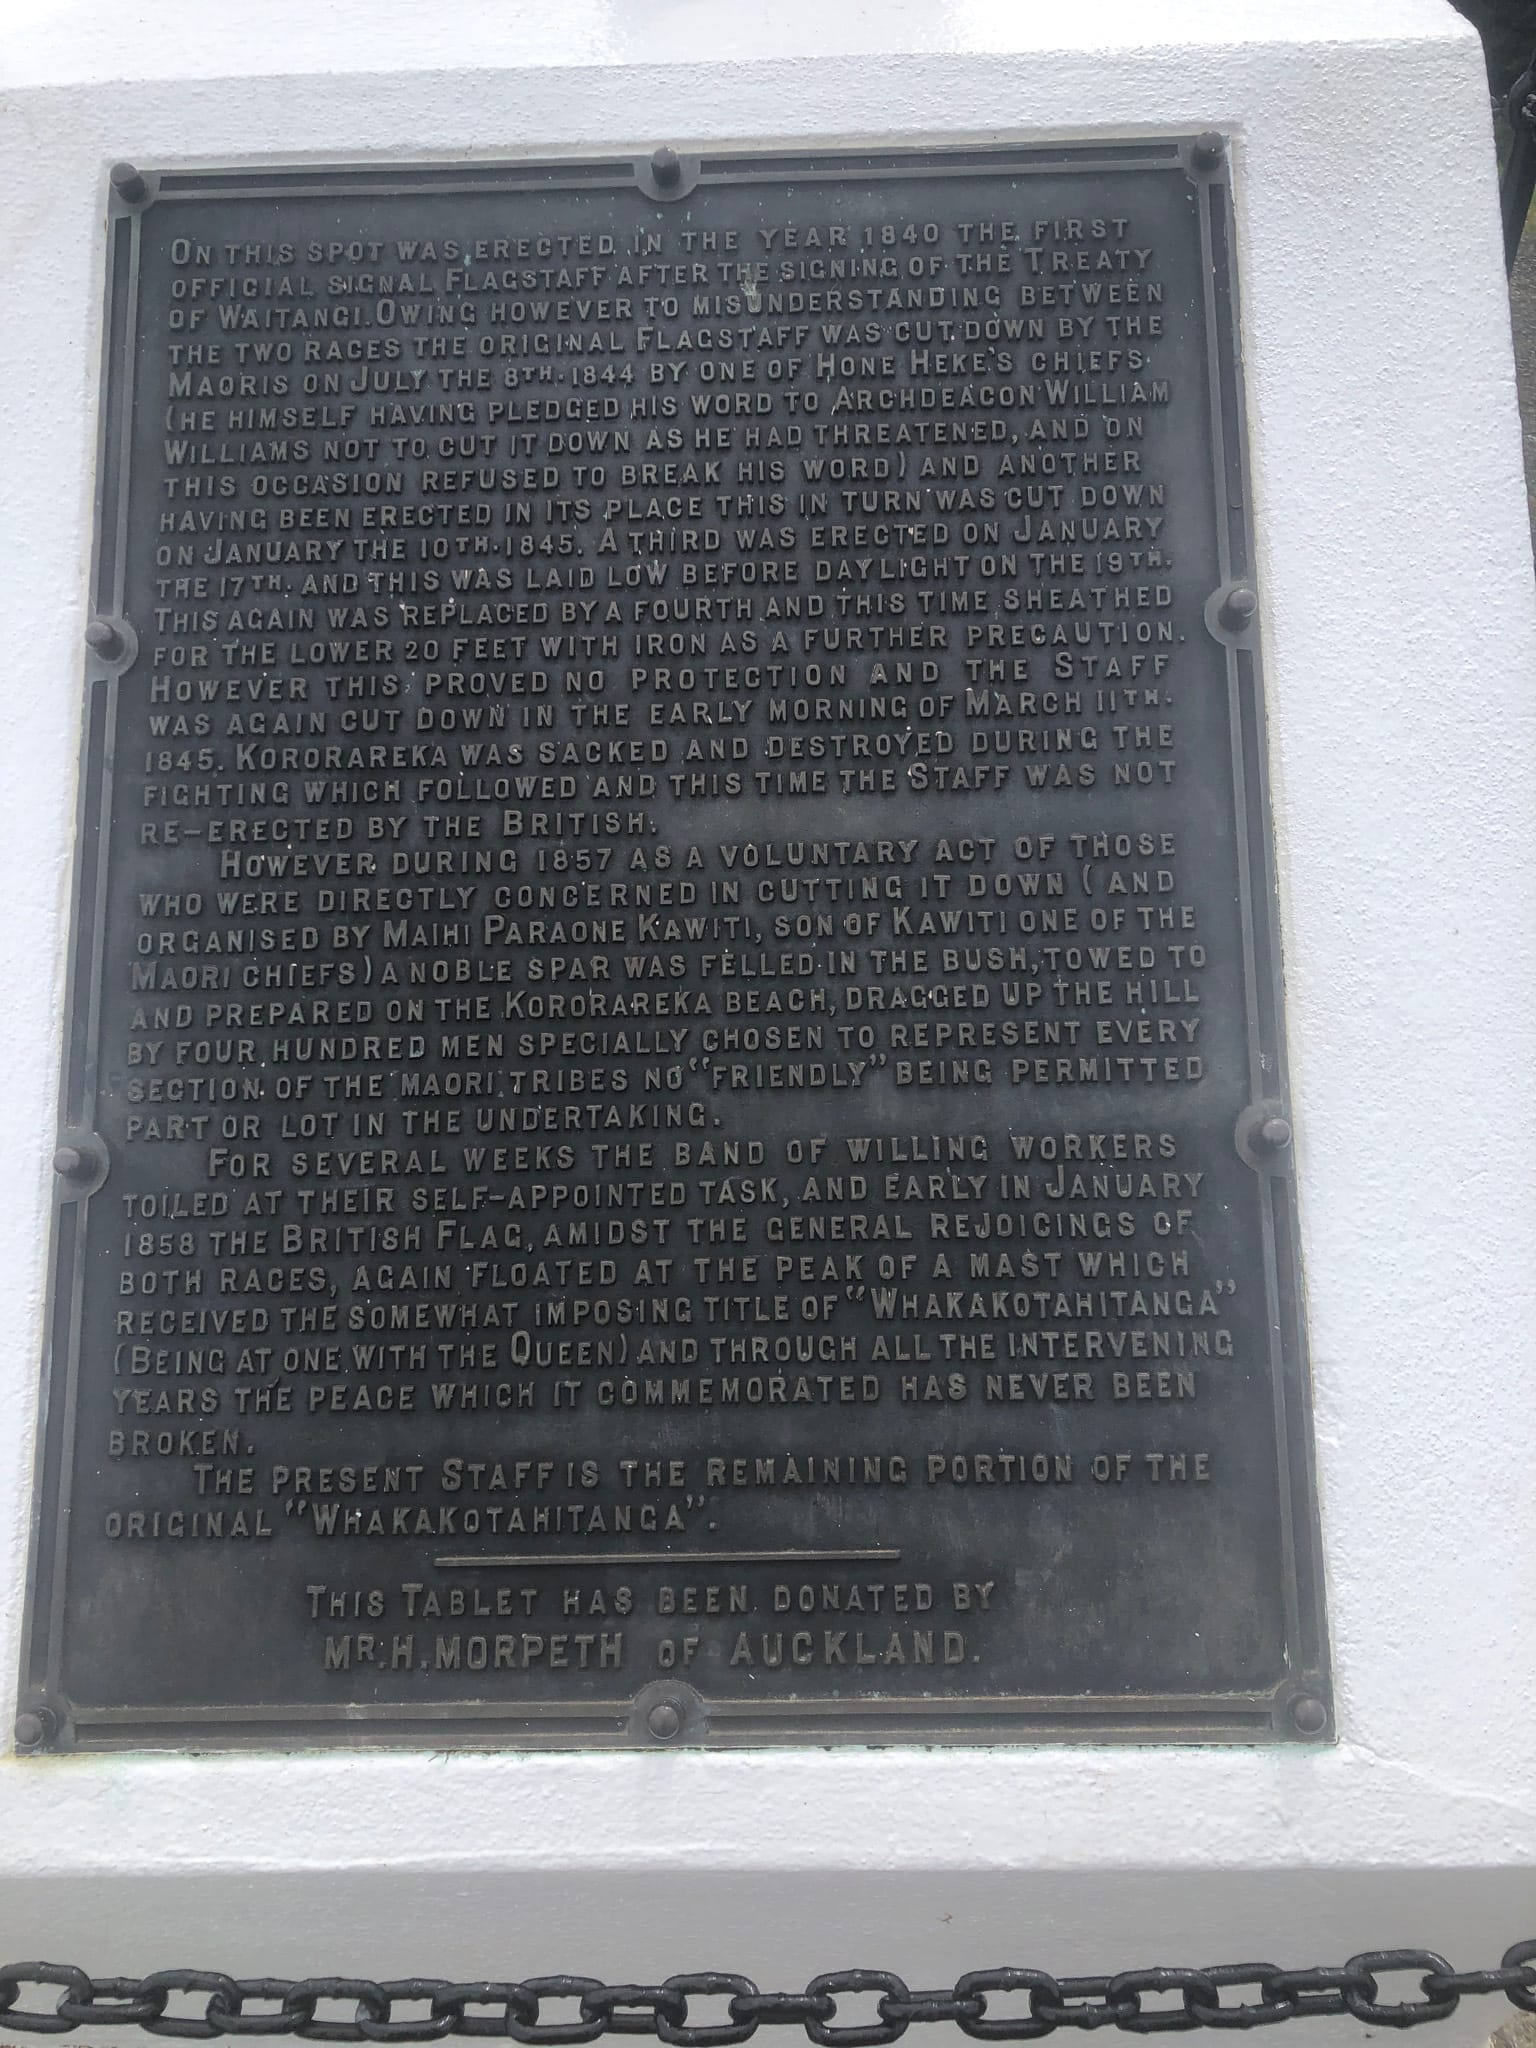 ON THIS SPOT WAS ERECTED IN THE YEAR 1840 THE FIRST
OFFICIAL SIGNAL FLAGSTAFF AFTER THE SIGNING OF THE TREATY
OF WAITANGI. OWING HOWEVER TO MISUNDERSTANDING BETWEEN
THE TWO RACES THE ORIGINAL FLAGSTAFF WAS CUT DOWN BY THE
MAORIS ON JULY THE 8TH. 1844 BY ONE OF HONE HEKE'S CHIEFS
(HE HIMSELF HAVING PLEDGED HIS WORD TO ARCHDEACON WILLIAM
WILLIAMS NOT TO CUT IT DOWN AS HE HAD THREATENED, AND ON
THIS OCCASION REFUSED TO BREAK HIS WORD) AND ANOTHER
HAVING BEEN ERECTED IN ITS PLACE THIS IN TURN WAS CUT DOWN
ON JANUARY THE 10TH. 1845. A THIRD WAS ERECTED ON JANUARY
THE 17TH. AND THIS WAS LAID LOW BEFORE DAYLIGHT ON THE 19TH.
THIS AGAIN WAS REPLACED BY A FOURTH AND THIS TIME SHEATHED
FOR THE LOWER 20 FEET WITH IRON AS A FURTHER PRECAUTION.
HOWEVER THIS PROVED NO PROTECTION AND THE STAFF
WAS AGAIN CUT DOWN IN THE EARLY MORNING OF MARCH 11TH.
1845. KORORAREKA WAS SACKED AND DESTROYED DURING THE
FIGHTING WHICH FOLLOWED AND THIS TIME THE STAFF WAS NOT
RE-ERECTED BY THE BRITISH.
HOWEVER DURING 1857 AS A VOLUNTARY ACT OF THOSE
WHO WERE DIRECTLY CONCERNED IN CUTTING IT DOWN (AND
ORGANISED BY MAIHI PARAONE KAWITI, SON OF KAWITI ONE OF THE
MAORI CHIEFS) A NOBLE SPAR WAS FELLED IN THE BUSH, TOWED TO
AND PREPARED ON THE KORORAREKA BEACH, DRAGGED UP THE HILL
BY FOUR HUNDRED MEN SPECIALLY CHOSEN TO REPRESENT EVERY
SECTION OF THE MAORI TRIBES NO "FRIENDLY" BEING PERMITTED
PART OR LOT IN THE UNDERTAKING.
FOR SEVERAL WEEKS THE BAND OF WILLING WORKERS
TOILED AT THEIR SELF-APPOINTED TASK, AND EARLY IN JANUARY
1858 THE BRITISH FLAG, AMIDST THE GENERAL REJOICINGS OF
BOTH RACES, AGAIN FLOATED AT THE PEAK OF A MAST WHICH
RECEIVED THE SOMEWHAT IMPOSING TITLE OF "WHAKAKOTAHITANGA"
(BEING AT ONE WITH THE QUEEN) AND THROUGH ALL THE INTERVENING
YEARS THE PEACE WHICH IT COMMEMORATED HAS NEVER BEEN
BROKEN.
THE PRESENT STAFF IS THE REMAINING PORTION OF THE
ORIGINAL "WHAKAKOTAHITANGA".
THIS TABLET HAS BEEN DONATED BY
MR. H. MORPETH OF AUCKLAND.